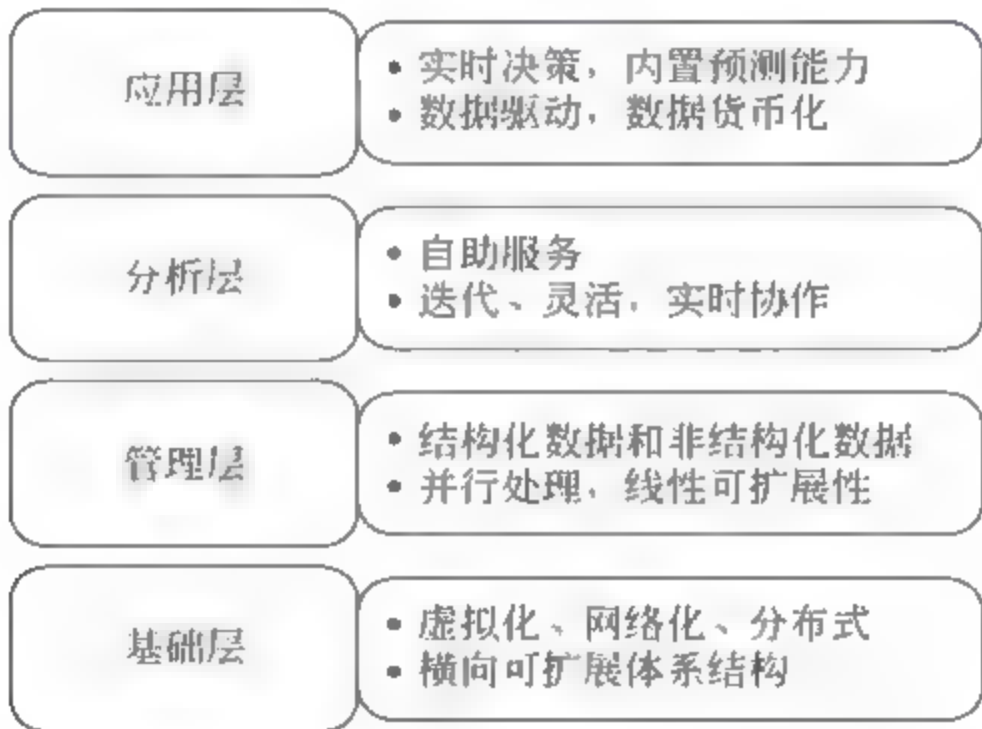 应用层
• 实时决策，内置预测能力
• 数据驱动，数据货币化
分析层
• 自助服务
• 迭代、灵活，实时协作
管理层
• 结构化数据和非结构化数据
• 并行处理，线性可扩展性
基础层
• 虚拟化、网络化、分布式
• 横向可扩展体系结构